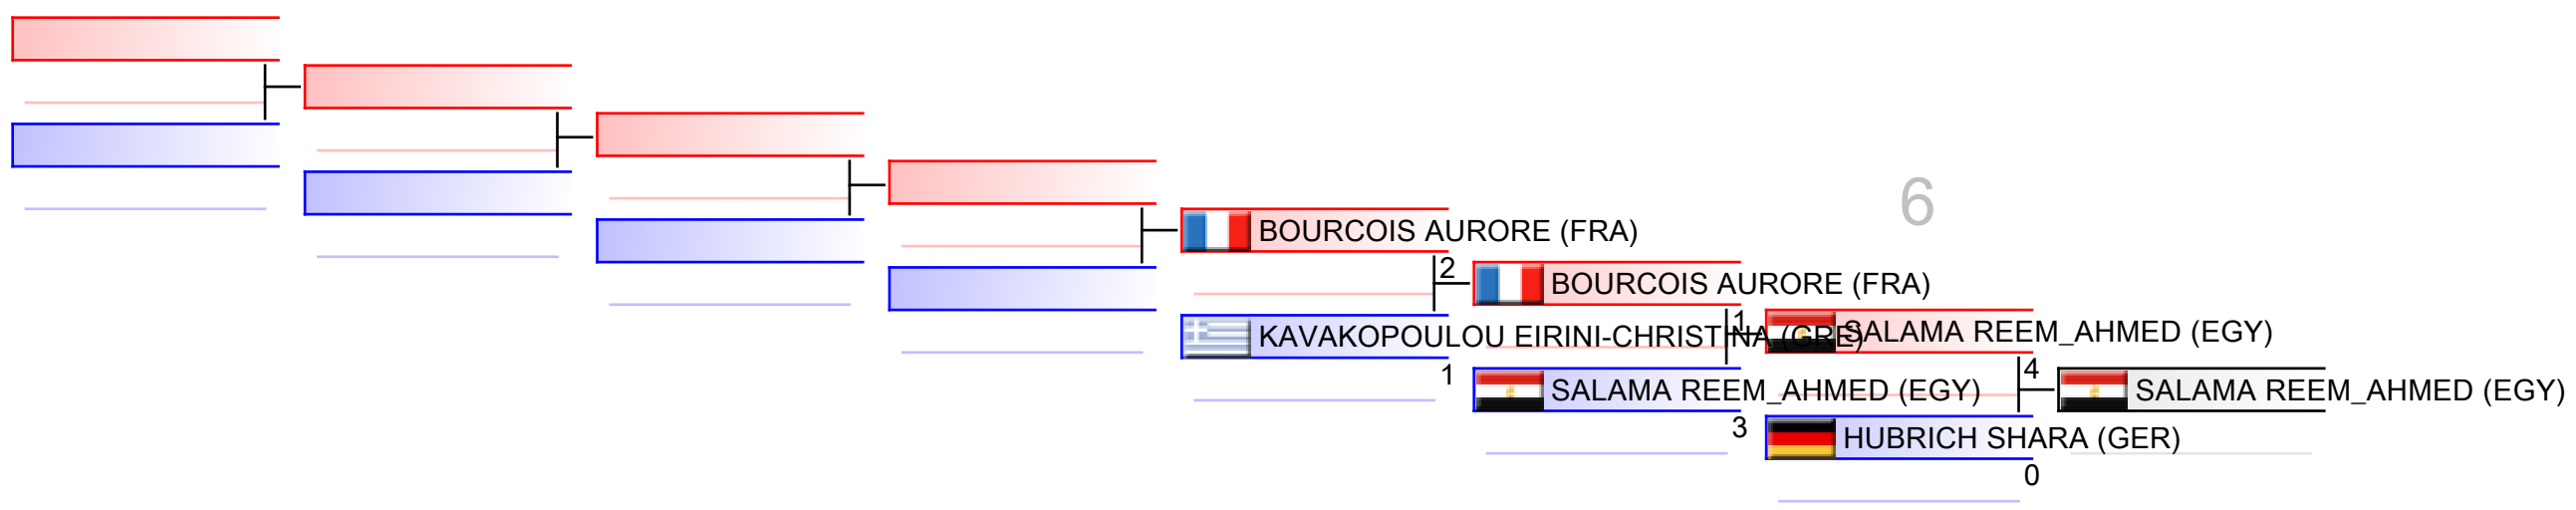 6
BOURCOIS AURORE (FRA)
2
BOURCOIS AURORE (FRA)
KAVAKOPOULOU EIRINI-CHRISTINA (GRE)
1
1
SALAMA REEM_AHMED (EGY)
SALAMA REEM_AHMED (EGY)
3
4
SALAMA REEM_AHMED (EGY)
HUBRICH SHARA (GER)
0